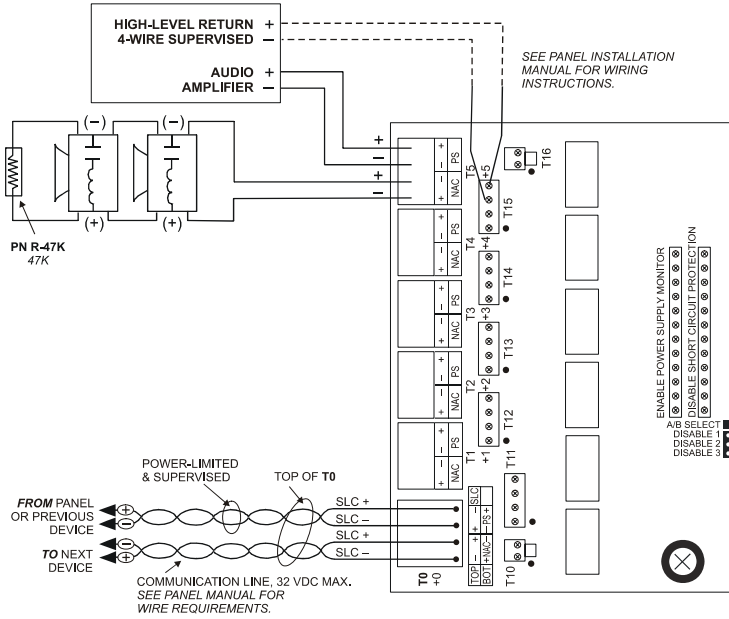 HIGH-LEVEL RETURN +
4-WIRE SUPERVISED −
AUDIO +
AMPLIFIER −
SEE PANEL INSTALLATION
MANUAL FOR WIRING
INSTRUCTIONS.
(−) (−)
(+) (+)
PN R-47K
47K
+
−
+
−
+ − PS
− + NAC
T5 +5
T16
T15
+ − PS
− + NAC
T4 +4
T14
+ − PS
− + NAC
T3 +3
T13
+ − PS
− + NAC
T2 +2
T12
+ − PS
− + NAC
T1 +1
T11
ENABLE POWER SUPPLY MONITOR
DISABLE SHORT CIRCUIT PROTECTION
A/B SELECT
DISABLE 1
DISABLE 2
DISABLE 3
POWER-LIMITED
& SUPERVISED
TOP OF T0
FROM PANEL
OR PREVIOUS
DEVICE
+
−
SLC +
SLC −
TO NEXT
DEVICE
−
+
SLC +
SLC −
COMMUNICATION LINE, 32 VDC MAX.
SEE PANEL MANUAL FOR
WIRE REQUIREMENTS.
T0
+0
TOP − + − + SLC
BOT +NAC− −PS+
T10